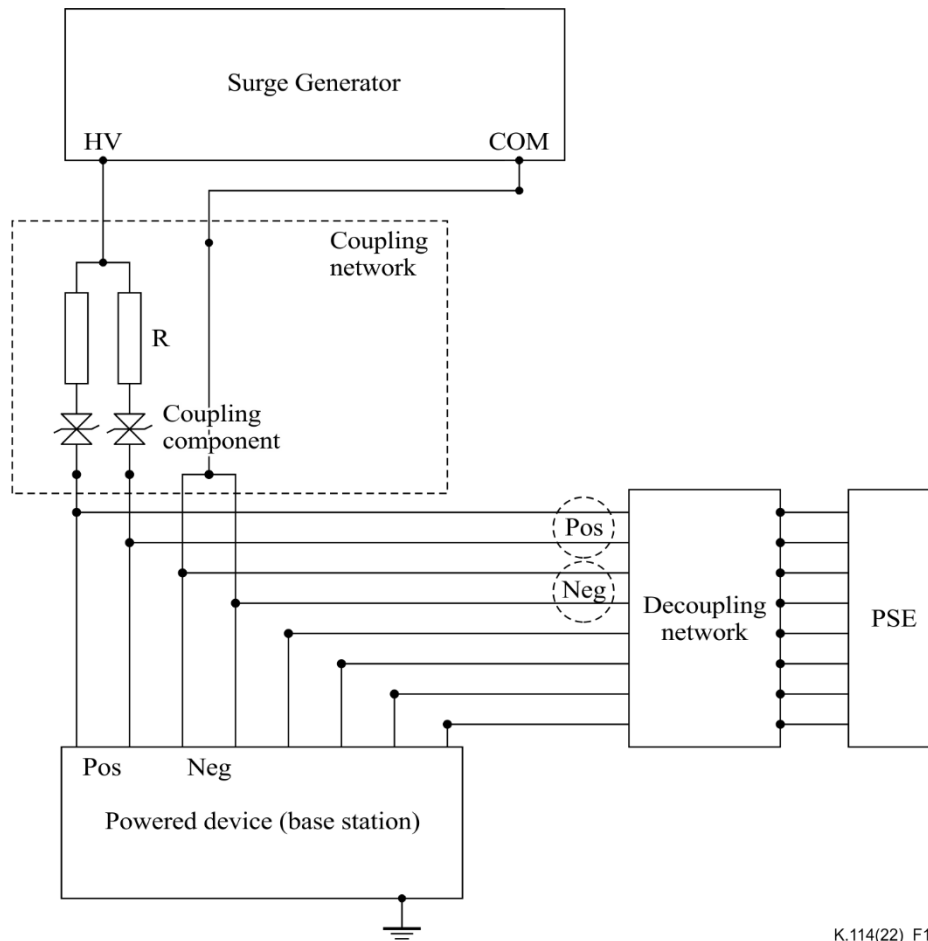 Surge Generator
HV
COM
Coupling
network
R
Coupling
component
Pos
Neg
Decoupling
network
PSE
Pos
Neg
Powered device (base station)
K.114(22)_F1